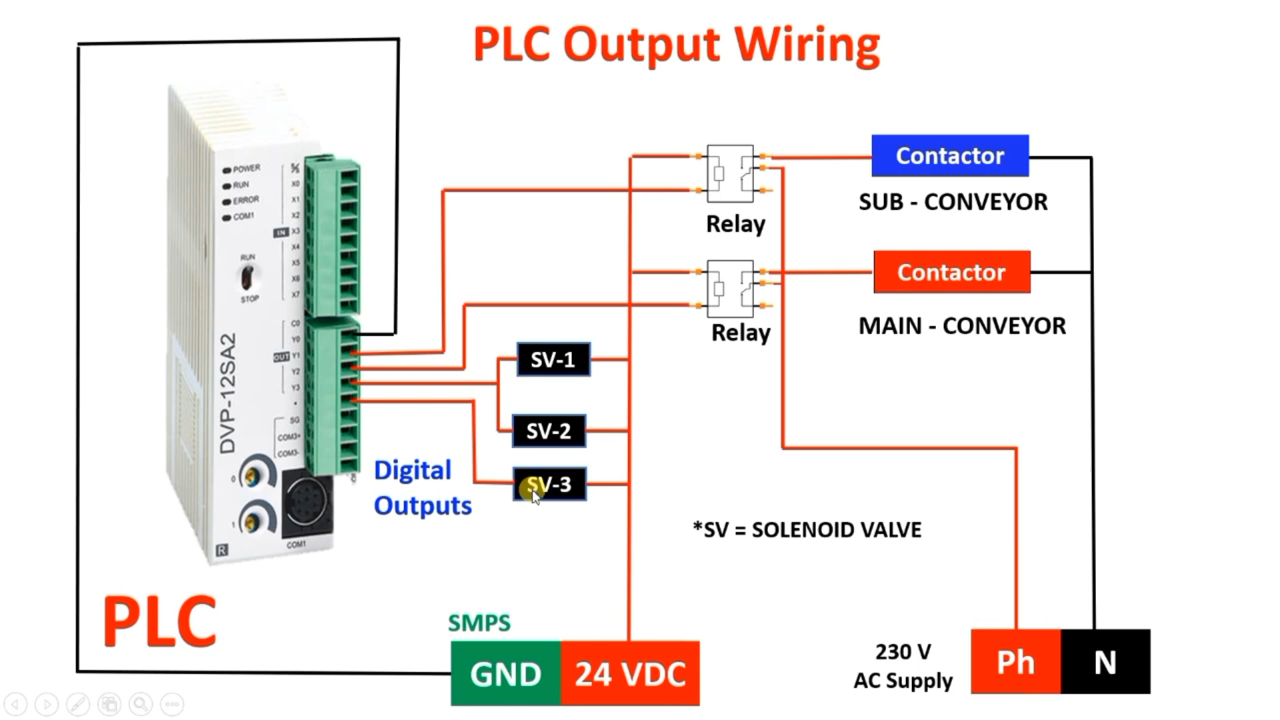 PLC Output Wiring
POWER
RUN
ERROR
COM1
X0
X1
X2
IN X3
X4
X5
X6
X7
RUN
STOP
C0
Y0
OUT Y1
Y2
Y3
•
SG
COM3+
COM3-
DVP-12SA2
0
1
R
COM1
Digital
Outputs
PLC
Relay
Relay
Contactor
SUB - CONVEYOR
Contactor
MAIN - CONVEYOR
SV-1
SV-2
SV-3
*SV = SOLENOID VALVE
SMPS
GND
24 VDC
230 V
AC Supply
Ph
N